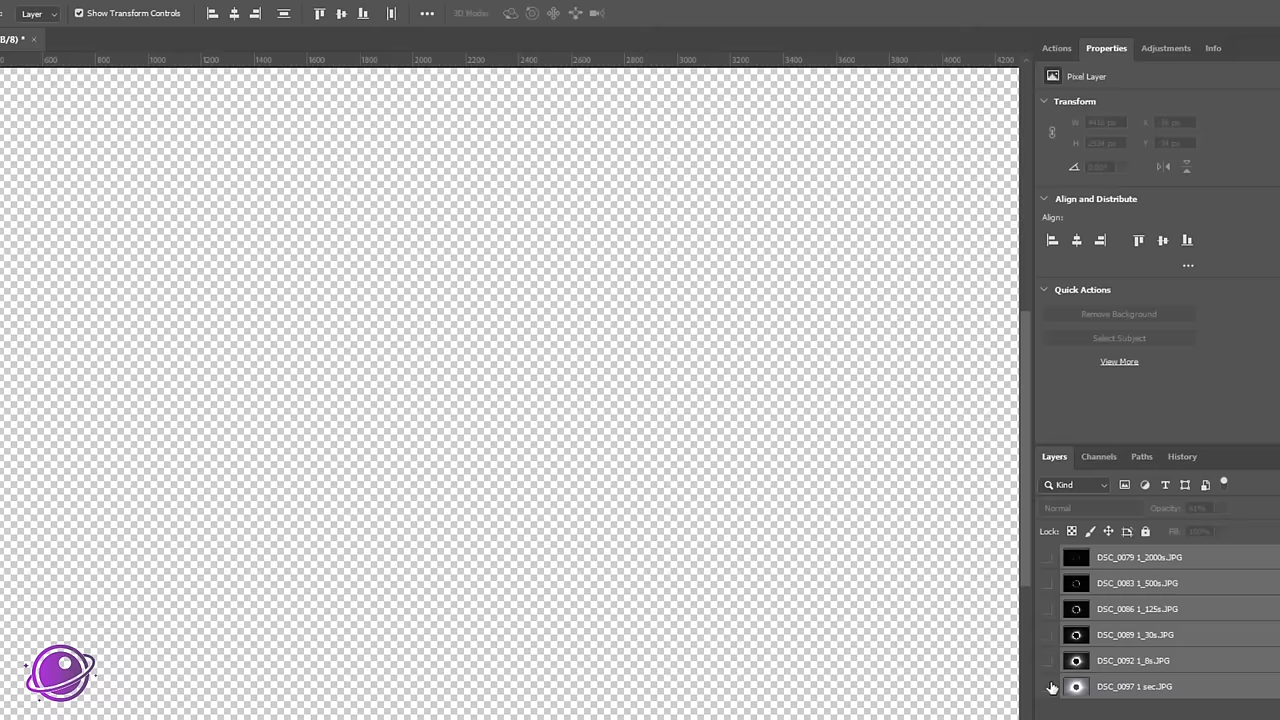 Layer
Show Transform Controls
3D Mode:
B/8) *
600 800 1000 1200 1400 1600 1800 2000 2200 2400 2600 2800 3000 3200 3400 3600 3800 4000 4200
Actions Properties Adjustments Info
Pixel Layer
Transform
W X
H Y
Align and Distribute
Align:
Quick Actions
Remove Background
Select Subject
View More
Layers Channels Paths History
Kind
Normal Opacity:
Lock: Fill: 100%
DSC_0079 1_2000s.JPG
DSC_0083 1_500s.JPG
DSC_0086 1_125s.JPG
DSC_0089 1_30s.JPG
DSC_0092 1_8s.JPG
DSC_0097 1 sec.JPG